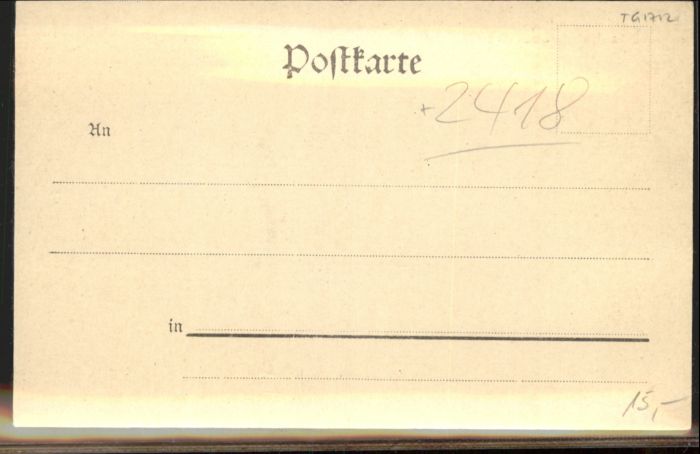 TG1712
Postkarte
+2418
An
in
15,-